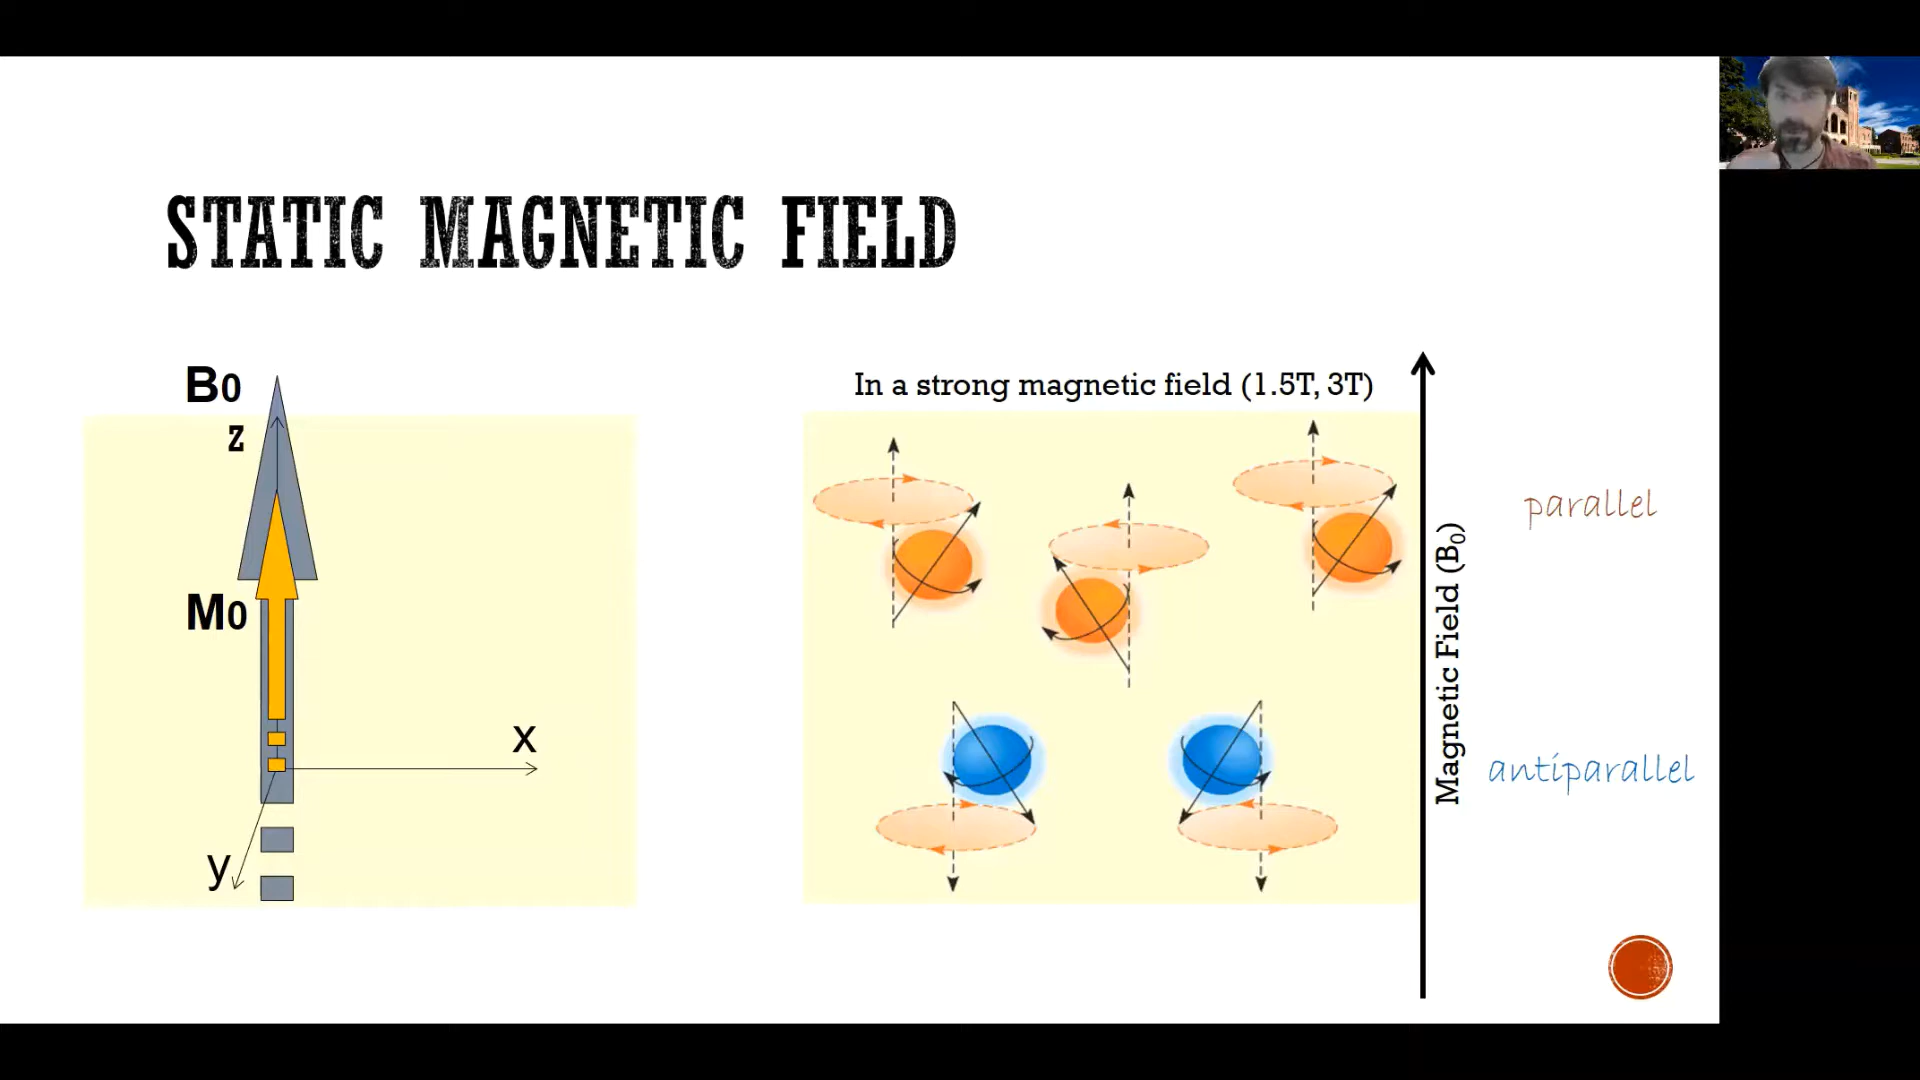 STATIC MAGNETIC FIELD
B0
z
M0
x
y
In a strong magnetic field (1.5T, 3T)
Magnetic Field (B₀)
parallel
antiparallel